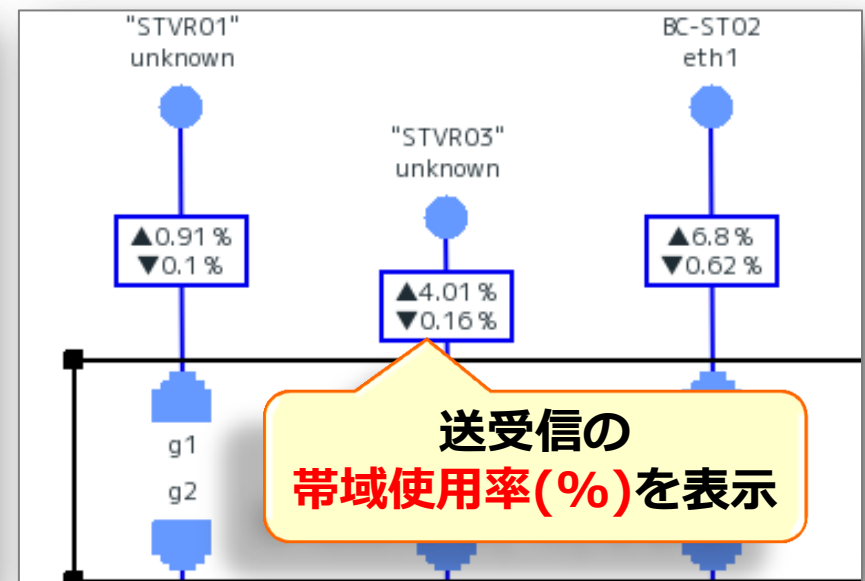 "STVR01"
unknown
BC-ST02
eth1
"STVR03"
unknown
▲0.91%
▼0.1%
▲6.8%
▼0.62%
▲4.01%
▼0.16%
g1
g2
送受信の
帯域使用率(%)を表示